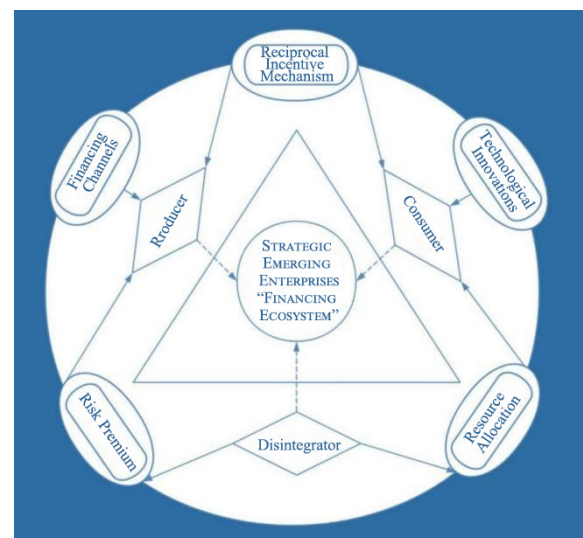 Reciprocal
Incentive
Mechanism
Financing
Channels
Technological
Innovations
Rroducer
Consumer
STRATEGIC
EMERGING
ENTERPRISES
“FINANCING
ECOSYSTEM”
Risk Premium
Disintegrator
Resource
Allocation